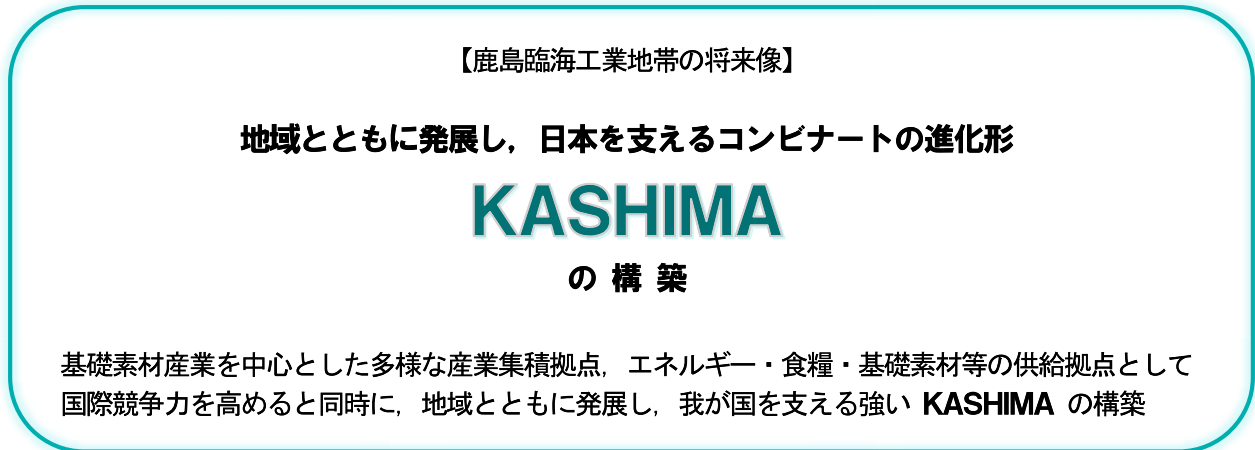 【鹿島臨海工業地帯の将来像】
地域とともに発展し，日本を支えるコンビナートの進化形
KASHIMA
の 構 築
基礎素材産業を中心とした多様な産業集積拠点，エネルギー・食糧・基礎素材等の供給拠点として
国際競争力を高めると同時に，地域とともに発展し，我が国を支える強い KASHIMA の構築